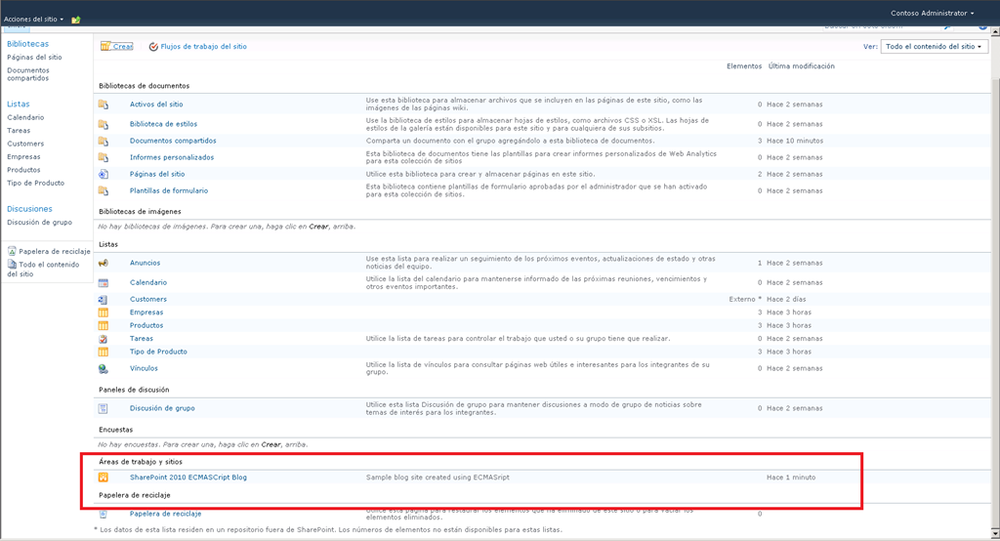 Contoso Administrator
Acciones del sitio
Bibliotecas
Páginas del sitio
Documentos
compartidos
Listas
Calendario
Tareas
Customers
Empresas
Productos
Tipo de Producto
Discusiones
Discusión de grupo
Papelera de reciclaje
Todo el contenido
del sitio
Crear Flujos de trabajo del sitio Ver: Todo el contenido del sitio
Elementos Última modificación
Bibliotecas de documentos
Activos del sitio Use esta biblioteca para almacenar archivos que se incluyen en las páginas de este sitio, como las 0 Hace 2 semanas
imágenes de las páginas wiki.
Biblioteca de estilos Use la biblioteca de estilos para almacenar hojas de estilos, como archivos CSS o XSL. Las hojas de 0 Hace 2 semanas
estilos de la galería están disponibles para este sitio y para cualquiera de sus subsitios.
Documentos compartidos Comparta un documento con el grupo agregándolo a esta biblioteca de documentos. 3 Hace 10 minutos
Informes personalizados Esta biblioteca de documentos tiene las plantillas para crear informes personalizados de Web Analytics 0 Hace 2 semanas
para esta colección de sitios
Páginas del sitio Utilice esta biblioteca para crear y almacenar páginas en este sitio. 2 Hace 2 semanas
Plantillas de formulario Esta biblioteca contiene plantillas de formulario aprobadas por el administrador que se han activado 0 Hace 2 semanas
para esta colección de sitios.
Bibliotecas de imágenes
No hay bibliotecas de imágenes. Para crear una, haga clic en Crear, arriba.
Listas
Anuncios Use esta lista para realizar un seguimiento de los próximos eventos, actualizaciones de estado y otras 1 Hace 2 semanas
noticias del equipo.
Calendario Utilice la lista del calendario para mantenerse informado de las próximas reuniones, vencimientos y 0 Hace 2 semanas
otros eventos importantes.
Customers Externo * Hace 2 días
Empresas 3 Hace 3 horas
Productos 3 Hace 3 horas
Tareas Utilice la lista de tareas para controlar el trabajo que usted o su grupo tiene que realizar. 0 Hace 2 semanas
Tipo de Producto 3 Hace 3 horas
Vínculos Utilice la lista de vínculos para consultar páginas web útiles e interesantes para los integrantes de su 0 Hace 2 semanas
grupo.
Paneles de discusión
Discusión de grupo Utilice esta lista Discusión de grupo para mantener discusiones a modo de grupo de noticias sobre 0 Hace 2 semanas
temas de interés para los integrantes.
Encuestas
No hay encuestas. Para crear una, haga clic en Crear, arriba.
Áreas de trabajo y sitios
SharePoint 2010 ECMASCript Blog Sample blog site created using ECMASript Hace 1 minuto
Papelera de reciclaje
Papelera de reciclaje Utilice esta página para restaurar los elementos que ha eliminado de este sitio o para vaciar los 0
elementos eliminados.
* Los datos de esta lista residen en un repositorio fuera de SharePoint. Los números de elementos no están disponibles para estas listas.